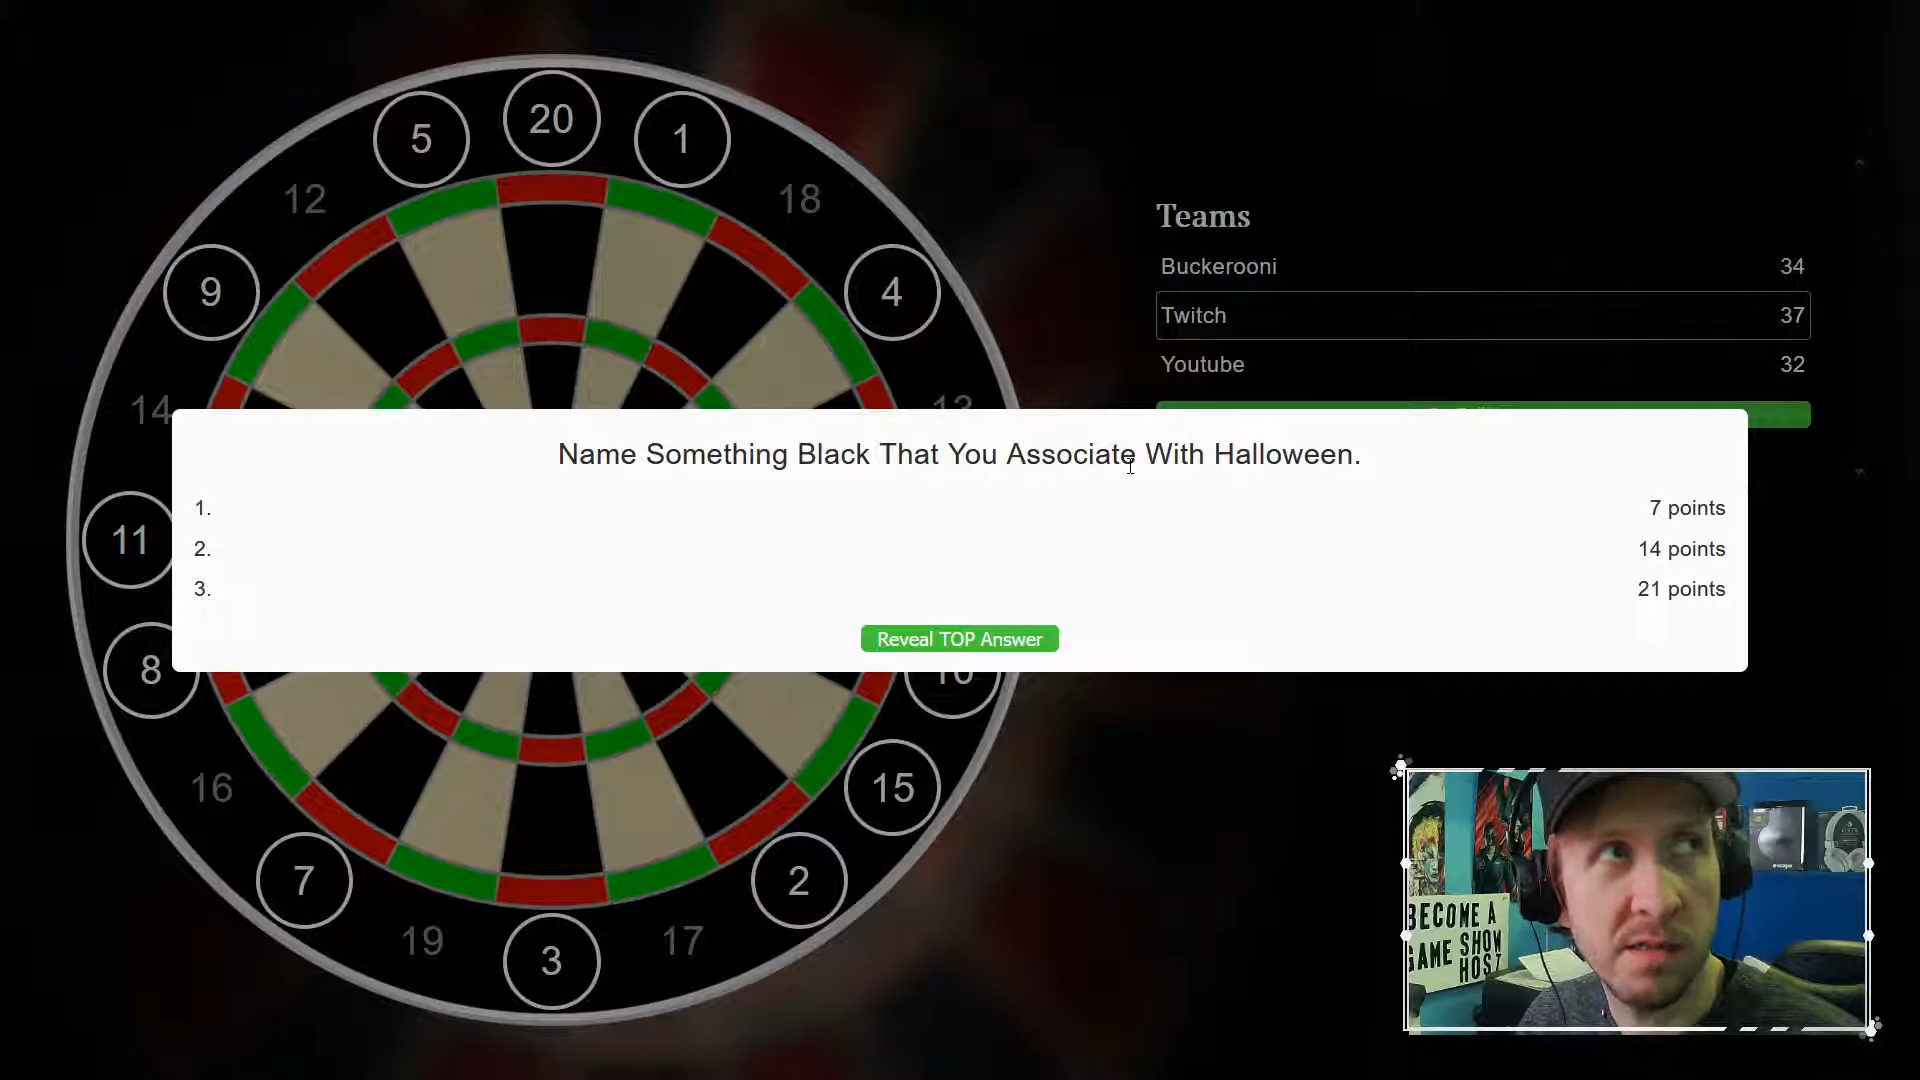 20
5
1
12
18
9
4
Teams
Buckerooni 34
Twitch 37
Youtube 32
14
13
Name Something Black That You Associate With Halloween.
1. 7 points
2. 14 points
3. 21 points
Reveal TOP Answer
11
8
10
16
15
7
2
19
17
3
BECOME A
GAME SHOW
HOST